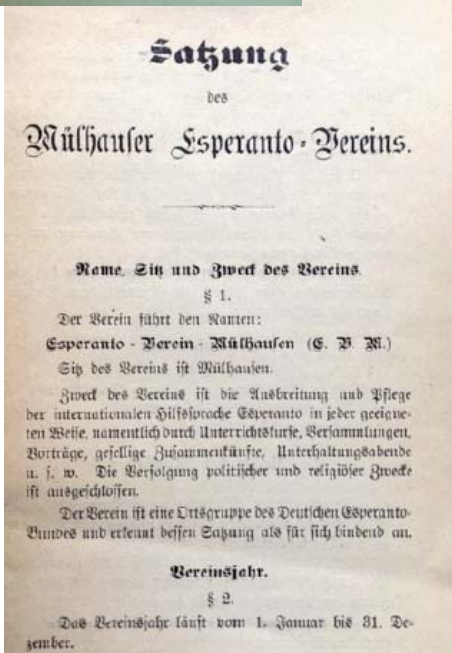 Satzung
des
Mülhauser Esperanto-Vereins.
Name, Sitz und Zweck des Vereins.
§ 1.
Der Verein führt den Namen:
Esperanto-Verein-Mülhausen (E. V. M.)
Sitz des Vereins ist Mülhausen.
Zweck des Vereins ist die Ausbreitung und Pflege
der internationalen Hilfssprache Esperanto in jeder geeigne-
ten Weise, namentlich durch Unterrichtskurse, Versammlungen,
Vorträge, gesellige Zusammenkünfte, Unterhaltungsabende
u. s. w. Die Verfolgung politischer und religiöser Zwecke
ist ausgeschlossen.
Der Verein ist eine Ortsgruppe des Deutschen Esperanto-
Bundes und erkennt dessen Satzung als für sich bindend an.
Vereinsjahr.
§ 2.
Das Vereinsjahr läuft vom 1. Januar bis 31. De-
zember.